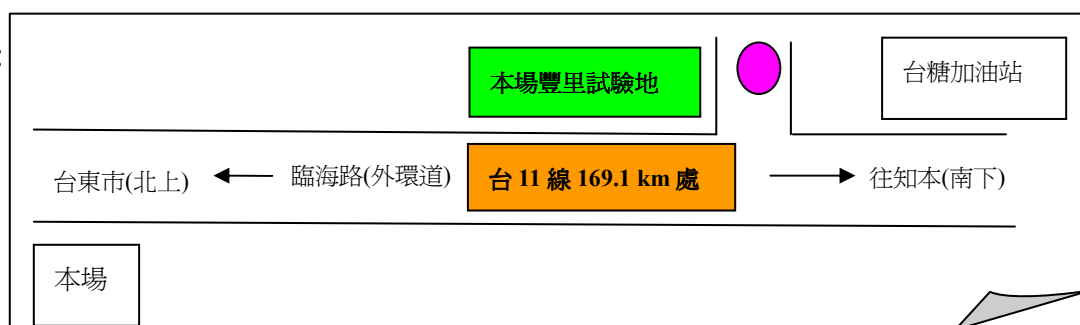 :
本場豐里試驗地
台糖加油站
台東市(北上)
臨海路(外環道)
台 11 線 169.1 km 處
往知本(南下)
本場